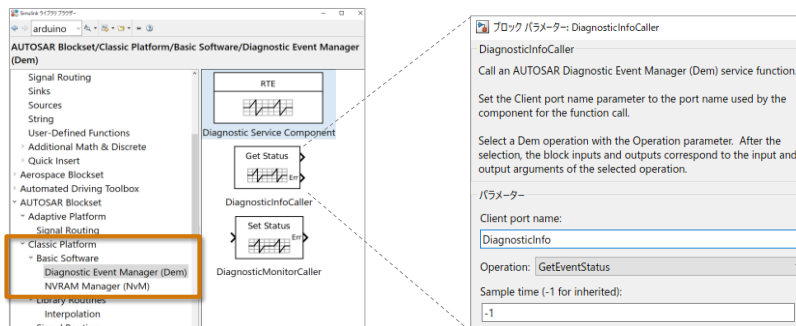 Simulink ライブラリ ブラウザー
arduino
AUTOSAR Blockset/Classic Platform/Basic Software/Diagnostic Event Manager
(Dem)
Signal Routing
Sinks
Sources
String
User-Defined Functions
Additional Math & Discrete
Quick Insert
Aerospace Blockset
Automated Driving Toolbox
AUTOSAR Blockset
Adaptive Platform
Signal Routing
Classic Platform
Basic Software
Diagnostic Event Manager (Dem)
NVRAM Manager (NvM)
Library Routines
Interpolation
Signal Routing
RTE
Diagnostic Service Component
Get Status
Err
DiagnosticInfoCaller
Set Status
Err
DiagnosticMonitorCaller
ブロック パラメーター: DiagnosticInfoCaller
DiagnosticInfoCaller
Call an AUTOSAR Diagnostic Event Manager (Dem) service function.
Set the Client port name parameter to the port name used by the
component for the function call.
Select a Dem operation with the Operation parameter. After the
selection, the block inputs and outputs correspond to the input and
output arguments of the selected operation.
パラメーター
Client port name:
DiagnosticInfo
Operation: GetEventStatus
Sample time (-1 for inherited):
-1